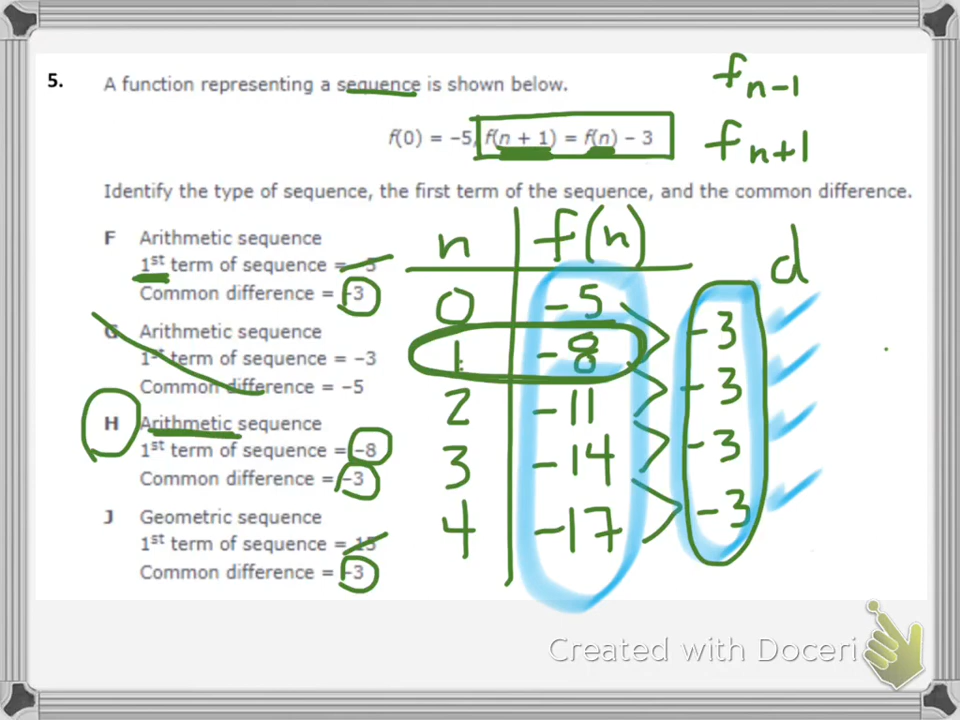 5. A function representing a sequence is shown below.
f(0) = −5, f(n + 1) = f(n) − 3
f n−1
f n+1
Identify the type of sequence, the first term of the sequence, and the common difference.
F Arithmetic sequence
1st term of sequence = −5
Common difference = −3
G Arithmetic sequence
1st term of sequence = −3
Common difference = −5
H Arithmetic sequence
1st term of sequence = −8
Common difference = −3
J Geometric sequence
1st term of sequence = 15
Common difference = −3
n f(n) d
0 −5
−3
1 −8
−3
2 −11
−3
3 −14
−3
4 −17
Created with Doceri